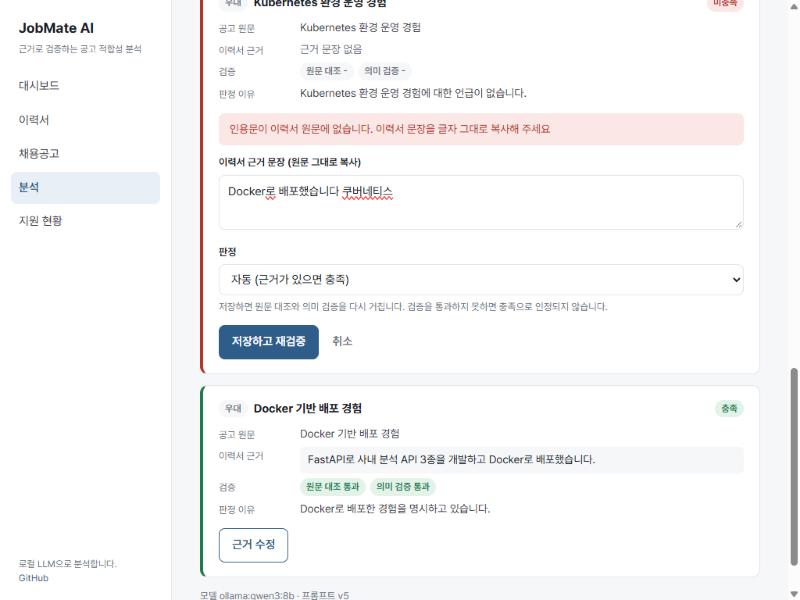 JobMate AI
근거로 검증하는 공고 적합성 분석
대시보드
이력서
채용공고
분석
지원 현황
로컬 LLM으로 분석합니다.
GitHub
우대 Kubernetes 환경 운영 경험 미충족
공고 원문 Kubernetes 환경 운영 경험
이력서 근거 근거 문장 없음
검증 원문 대조 - 의미 검증 -
판정 이유 Kubernetes 환경 운영 경험에 대한 언급이 없습니다.
인용문이 이력서 원문에 없습니다. 이력서 문장을 글자 그대로 복사해 주세요
이력서 근거 문장 (원문 그대로 복사)
Docker로 배포했습니다 쿠버네티스
판정
자동 (근거가 있으면 충족)
저장하면 원문 대조와 의미 검증을 다시 거칩니다. 검증을 통과하지 못하면 충족으로 인정되지 않습니다.
저장하고 재검증 취소
우대 Docker 기반 배포 경험 충족
공고 원문 Docker 기반 배포 경험
이력서 근거 FastAPI로 사내 분석 API 3종을 개발하고 Docker로 배포했습니다.
검증 원문 대조 통과 의미 검증 통과
판정 이유 Docker로 배포한 경험을 명시하고 있습니다.
근거 수정
모델 ollama:qwen3:8b · 프롬프트 v5